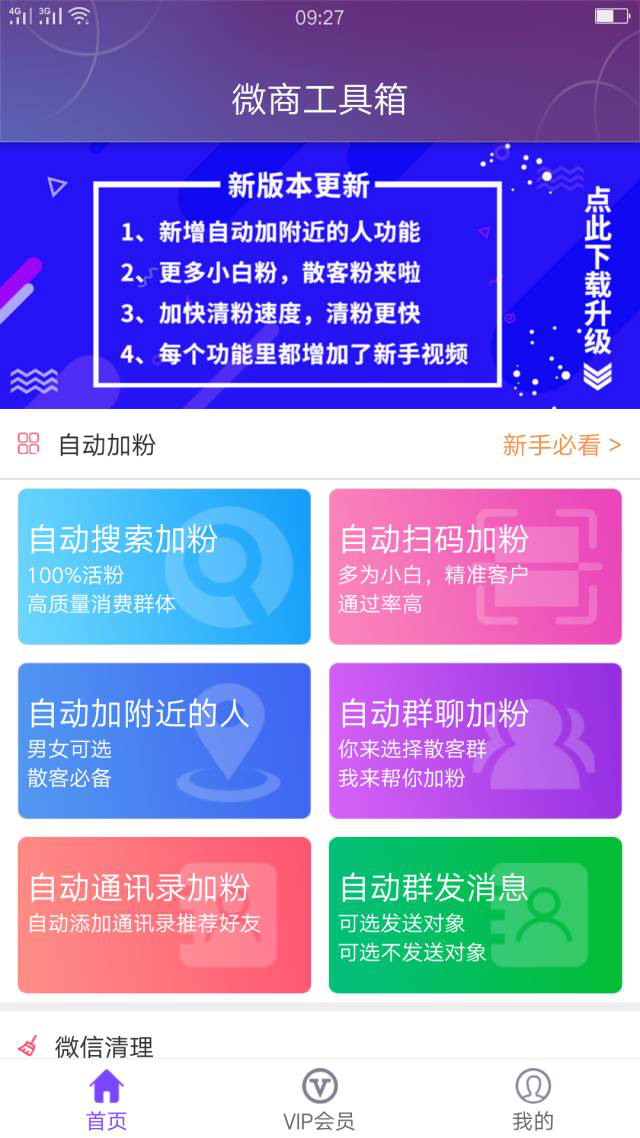 4G 3G 09:27
微商工具箱
新版本更新
1、新增自动加附近的人功能
2、更多小白粉，散客粉来啦
3、加快清粉速度，清粉更快
4、每个功能里都增加了新手视频
点此下载升级
自动加粉
新手必看 >
自动搜索加粉
100%活粉
高质量消费群体
自动扫码加粉
多为小白，精准客户
通过率高
自动加附近的人
男女可选
散客必备
自动群聊加粉
你来选择散客群
我来帮你加粉
自动通讯录加粉
自动添加通讯录推荐好友
自动群发消息
可选发送对象
可选不发送对象
微信清理
首页
VIP会员
我的